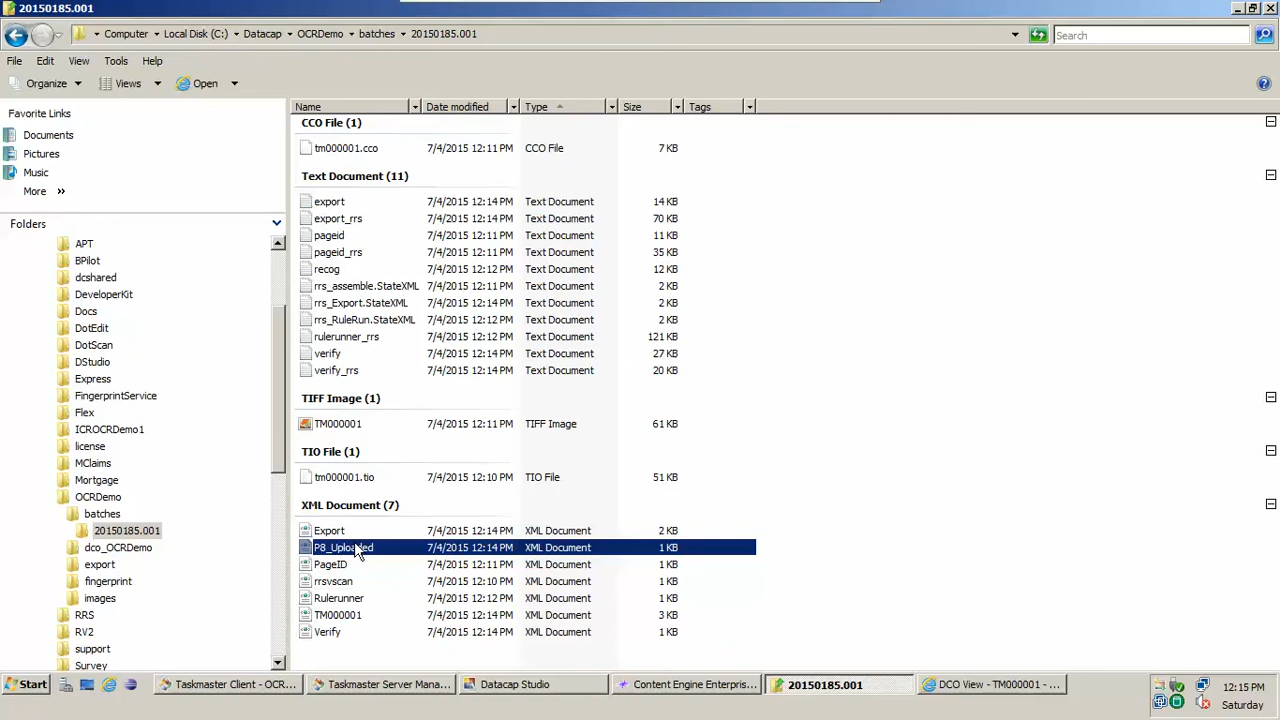 20150185.001
Computer Local Disk (C:) Datacap OCRDemo batches 20150185.001 Search
File Edit View Tools Help
Organize Views Open
Favorite Links
Documents
Pictures
Music
More »
Folders
APT
BPilot
dcshared
DeveloperKit
Docs
DotEdit
DotScan
DStudio
Express
FingerprintService
Flex
ICROCRDemo1
license
MClaims
Mortgage
OCRDemo
batches
20150185.001
dco_OCRDemo
export
fingerprint
images
RRS
RV2
support
Survey
Name Date modified Type Size Tags
CCO File (1)
tm000001.cco 7/4/2015 12:11 PM CCO File 7 KB
Text Document (11)
export 7/4/2015 12:14 PM Text Document 14 KB
export_rrs 7/4/2015 12:14 PM Text Document 70 KB
pageid 7/4/2015 12:11 PM Text Document 11 KB
pageid_rrs 7/4/2015 12:11 PM Text Document 35 KB
recog 7/4/2015 12:12 PM Text Document 12 KB
rrs_assemble.StateXML 7/4/2015 12:11 PM Text Document 2 KB
rrs_Export.StateXML 7/4/2015 12:14 PM Text Document 2 KB
rrs_RuleRun.StateXML 7/4/2015 12:12 PM Text Document 2 KB
rulerunner_rrs 7/4/2015 12:12 PM Text Document 121 KB
verify 7/4/2015 12:14 PM Text Document 27 KB
verify_rrs 7/4/2015 12:14 PM Text Document 20 KB
TIFF Image (1)
TM000001 7/4/2015 12:11 PM TIFF Image 61 KB
TIO File (1)
tm000001.tio 7/4/2015 12:10 PM TIO File 51 KB
XML Document (7)
Export 7/4/2015 12:14 PM XML Document 2 KB
P8_Uploaded 7/4/2015 12:14 PM XML Document 1 KB
PageID 7/4/2015 12:11 PM XML Document 1 KB
rrsvscan 7/4/2015 12:10 PM XML Document 1 KB
Rulerunner 7/4/2015 12:12 PM XML Document 1 KB
TM000001 7/4/2015 12:14 PM XML Document 3 KB
Verify 7/4/2015 12:14 PM XML Document 1 KB
Start Taskmaster Client - OCR... Taskmaster Server Mana... Datacap Studio Content Engine Enterpris... 20150185.001 DCO View - TM000001 - ... 12:15 PM
Saturday